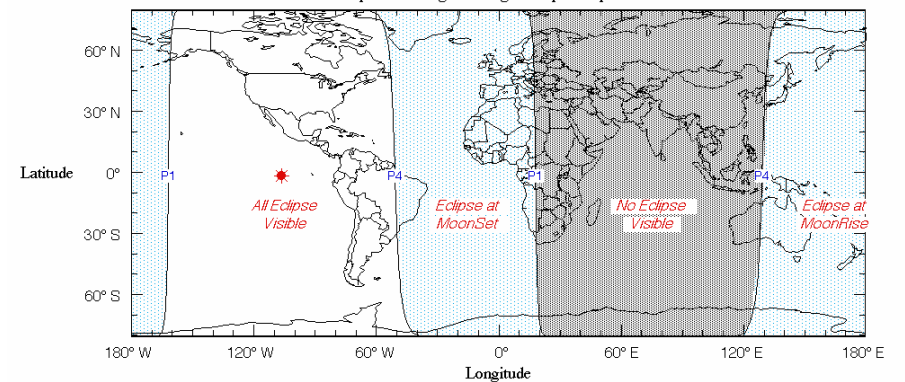 60° N
30° N
Latitude
0°
P1
P4
P1
P4
All Eclipse
Visible
Eclipse at
MoonSet
No Eclipse
Visible
Eclipse at
MoonRise
30° S
60° S
180° W
120° W
60° W
0°
60° E
120° E
180° E
Longitude